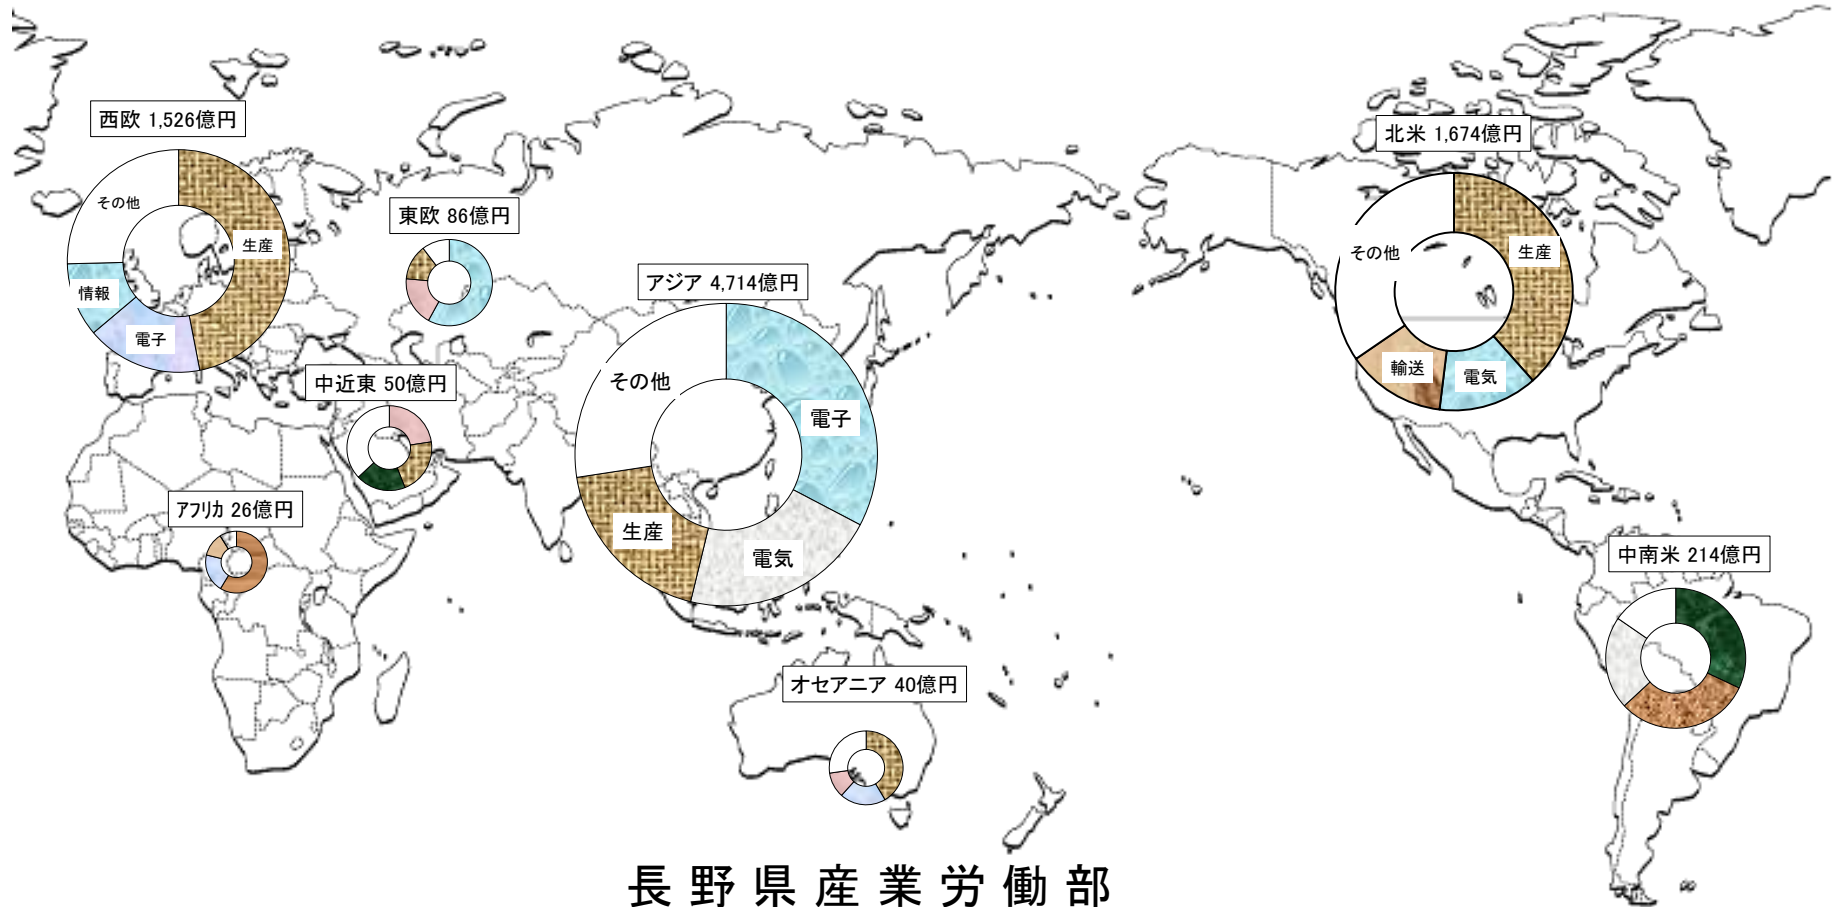 西欧 1,526億円
その他
生産
情報
電子
東欧 86億円
中近東 50億円
アフリカ 26億円
アジア 4,714億円
その他
電子
生産
電気
オセアニア 40億円
北米 1,674億円
その他
生産
輸送
電気
中南米 214億円
長野県産業労働部